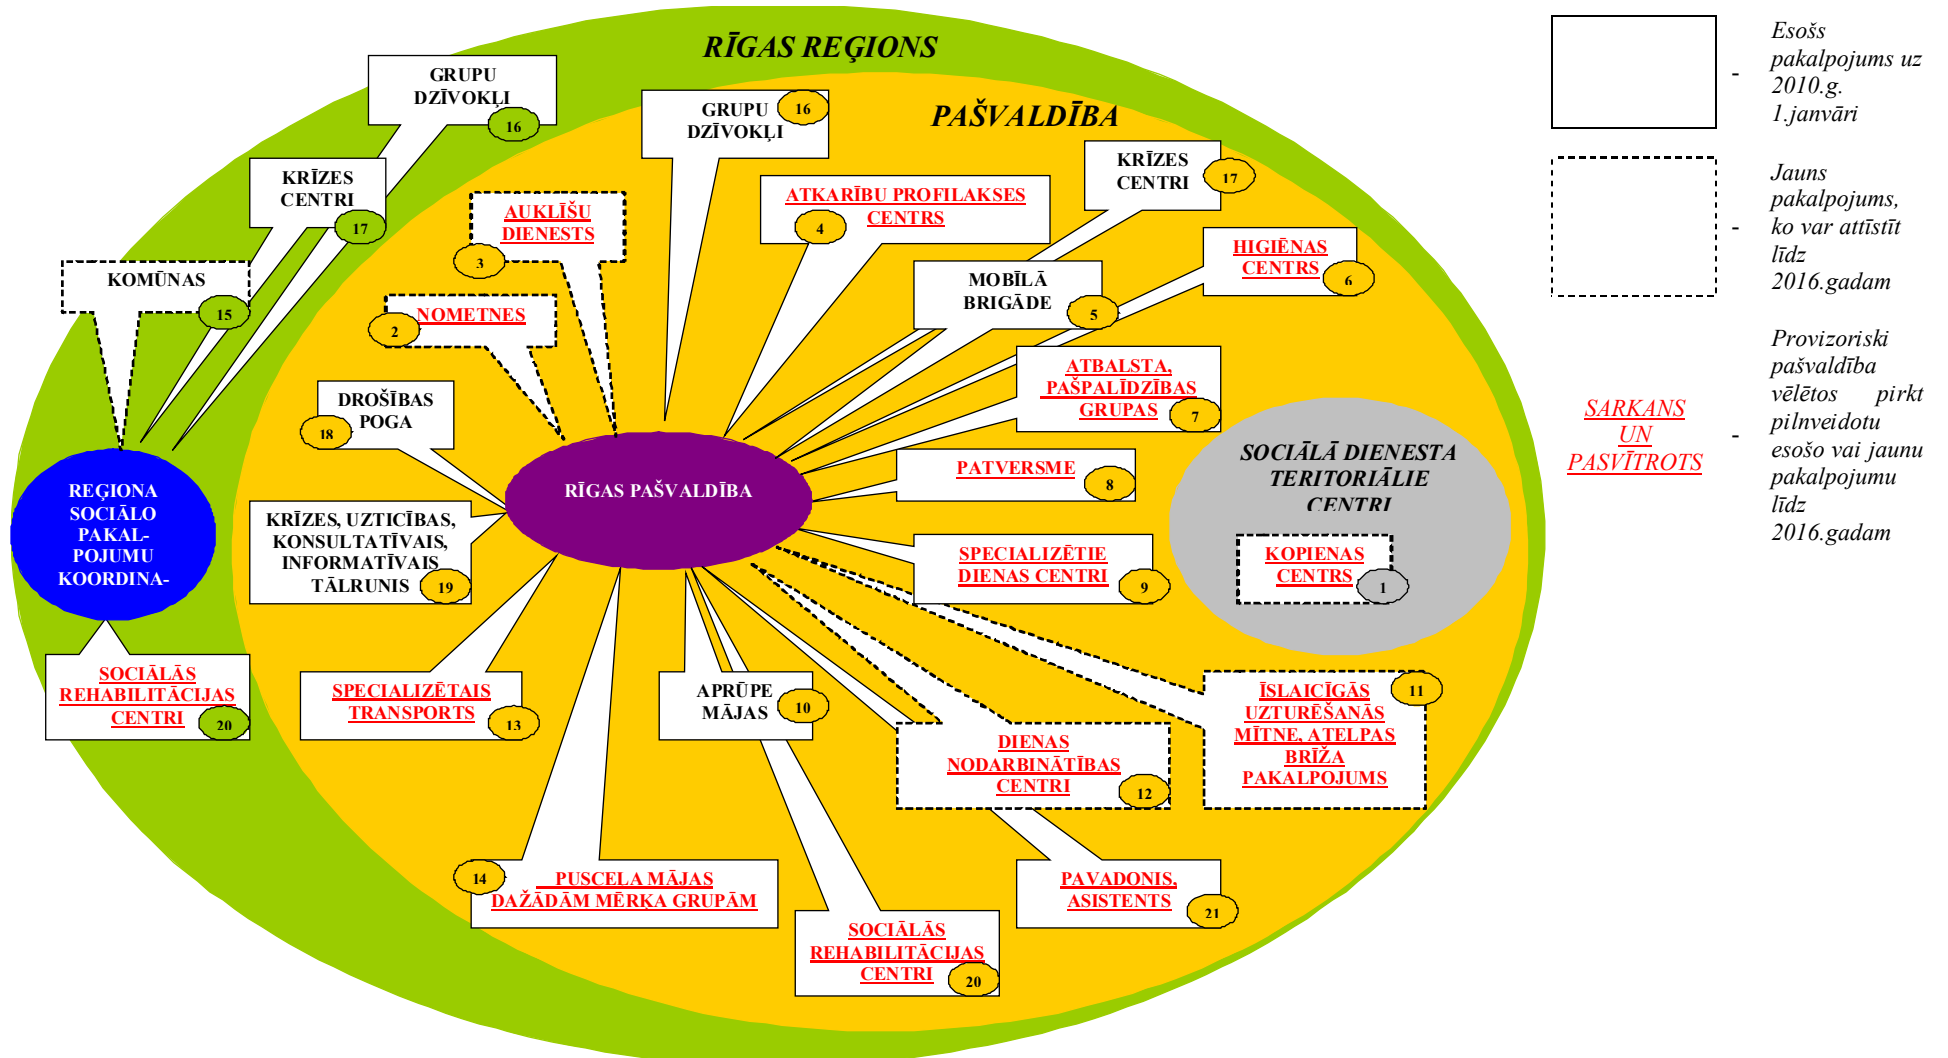 RĪGAS REĢIONS
PAŠVALDĪBA
GRUPU
DZĪVOKĻI
16
KRĪZES
CENTRI
17
KOMŪNAS
15
REĢIONA
SOCIĀLO
PAKAL-
POJUMU
KOORDINA-
SOCIĀLĀS
REHABILITĀCIJAS
CENTRI
20
GRUPU
DZĪVOKĻI
16
AUKLĪŠU
DIENESTS
3
NOMETNES
2
ATKARĪBU PROFILAKSES
CENTRS
4
KRĪZES
CENTRI
17
HIGIĒNAS
CENTRS
6
MOBĪLĀ
BRIGĀDE
5
ATBALSTA,
PAŠPALĪDZĪBAS
GRUPAS
7
DROŠĪBAS
POGA
18
RĪGAS PAŠVALDĪBA
PATVERSME
8
KRĪZES, UZTICĪBAS,
KONSULTATĪVAIS,
INFORMATĪVAIS
TĀLRUNIS
19
SPECIALIZĒTIE
DIENAS CENTRI
9
SOCIĀLĀ DIENESTA
TERITORIĀLIE
CENTRI
KOPIENAS
CENTRS
1
SPECIALIZĒTAIS
TRANSPORTS
13
APRŪPE
MĀJAS
10
DIENAS
NODARBINĀTĪBAS
CENTRI
12
ĪSLAICĪGĀS
UZTURĒŠANĀS
MĪTNE, ATELPAS
BRĪŽA
PAKALPOJUMS
11
PUSCEĻA MĀJAS
DAŽĀDĀM MĒRĶA GRUPĀM
14
SOCIĀLĀS
REHABILITĀCIJAS
CENTRI
20
PAVADONIS,
ASISTENTS
21
-
Esošs
pakalpojums uz
2010.g.
1.janvāri
-
Jauns
pakalpojums,
ko var attīstīt
līdz
2016.gadam
SARKANS
UN
PASVĪTROTS
-
Provizoriski
pašvaldība
vēlētos pirkt
pilnveidotu
esošo vai jaunu
pakalpojumu
līdz
2016.gadam